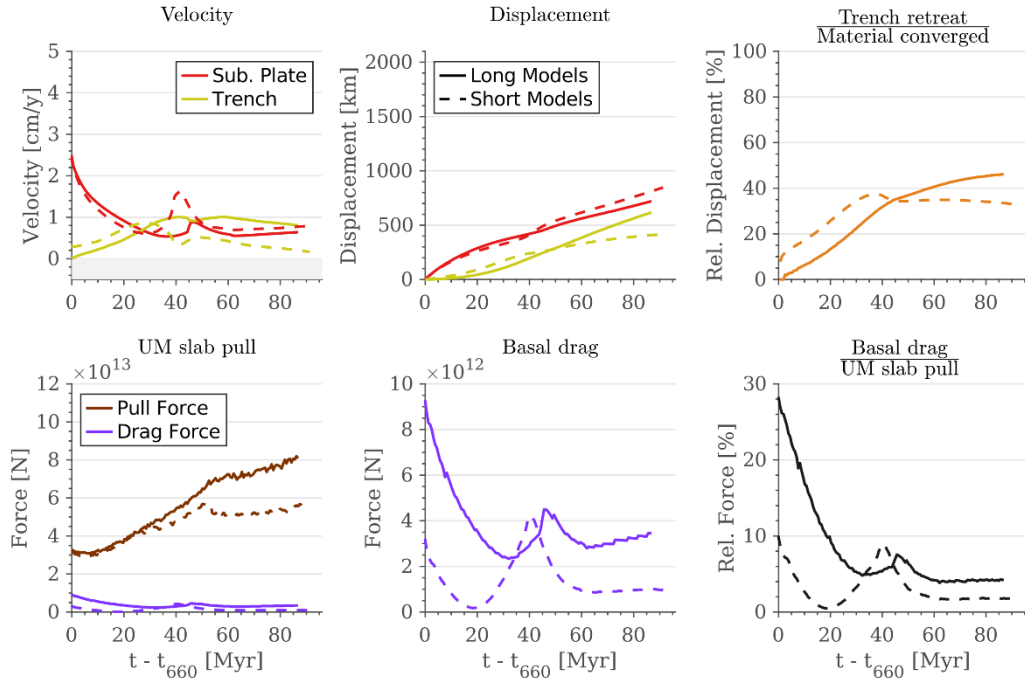 Velocity
Displacement
Trench retreat
Material converged
5
4
3
2
1
0
Velocity [cm/y]
Sub. Plate
Trench
0 20 40 60 80
2000
1500
1000
500
0
Displacement [km]
Long Models
Short Models
0 20 40 60 80
100
80
60
40
20
0
Rel. Displacement [%]
0 20 40 60 80
UM slab pull
Basal drag
Basal drag
UM slab pull
×10¹³
12
10
8
6
4
2
0
Force [N]
Pull Force
Drag Force
0 20 40 60 80
t - t₆₆₀ [Myr]
×10¹²
10
8
6
4
2
0
Force [N]
0 20 40 60 80
t - t₆₆₀ [Myr]
30
20
10
0
Rel. Force [%]
0 20 40 60 80
t - t₆₆₀ [Myr]